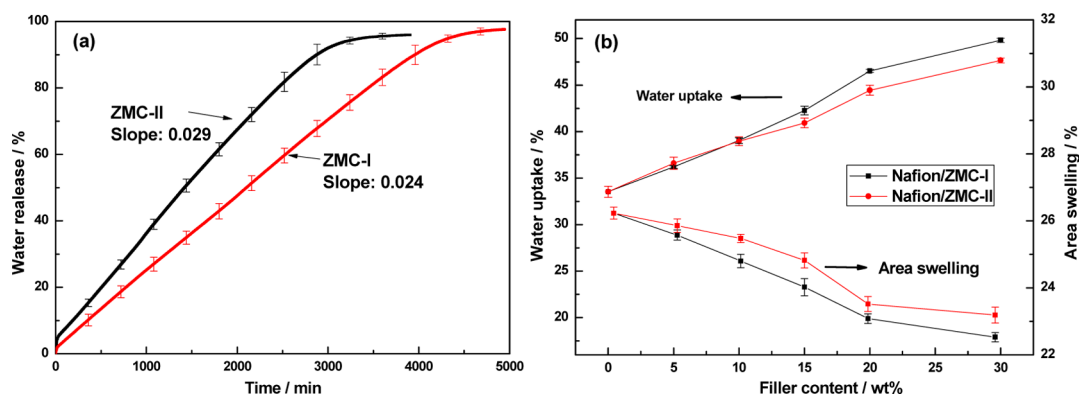 (a)
ZMC-II
Slope: 0.029
ZMC-I
Slope: 0.024
Water realease / %
100
80
60
40
20
0
0 1000 2000 3000 4000 5000
Time / min
(b)
Water uptake
Nafion/ZMC-I
Nafion/ZMC-II
Area swelling
Water uptake / %
50
45
40
35
30
25
20
0 5 10 15 20 25 30
Filler content / wt%
32
30
28
26
24
22
Area swelling / %